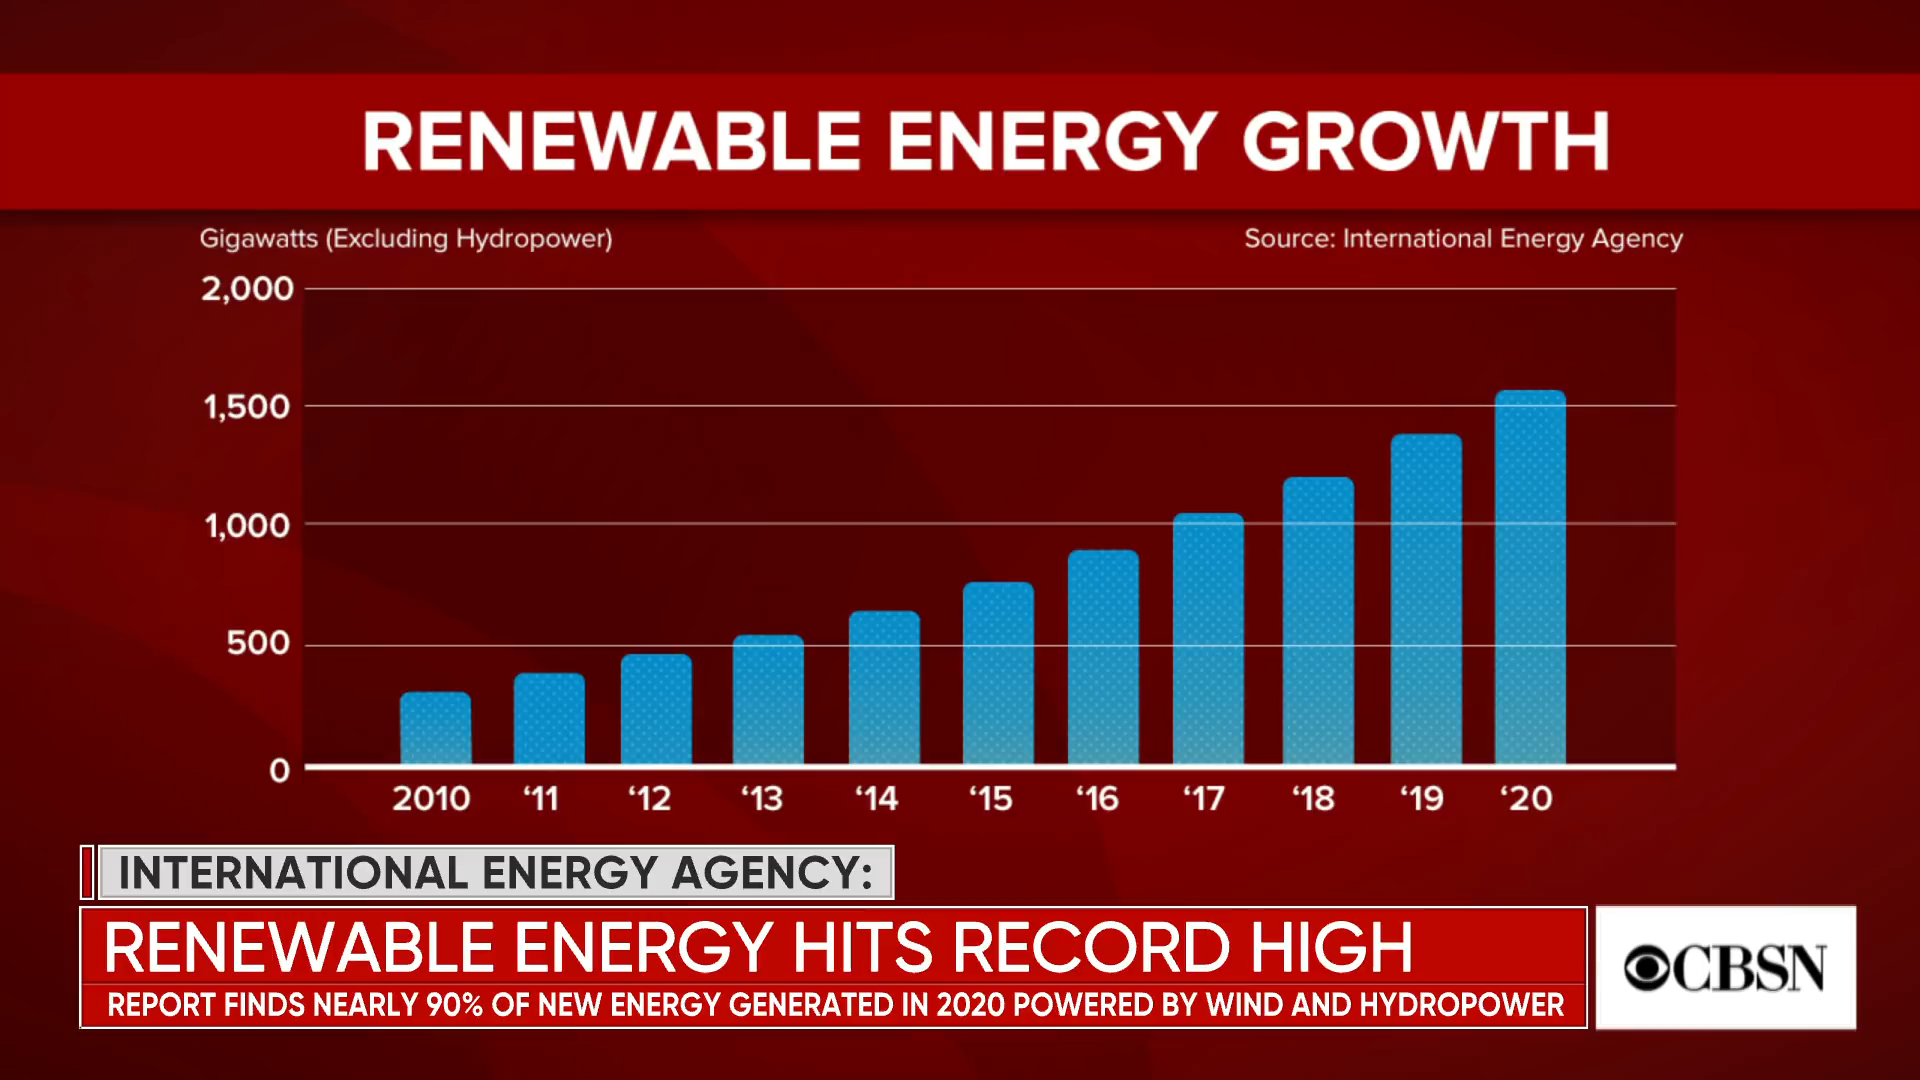 RENEWABLE ENERGY GROWTH
Gigawatts (Excluding Hydropower)
Source: International Energy Agency
2,000
1,500
1,000
500
0
2010 ‘11 ‘12 ‘13 ‘14 ‘15 ‘16 ‘17 ‘18 ‘19 ‘20
INTERNATIONAL ENERGY AGENCY:
RENEWABLE ENERGY HITS RECORD HIGH
REPORT FINDS NEARLY 90% OF NEW ENERGY GENERATED IN 2020 POWERED BY WIND AND HYDROPOWER
CBSN